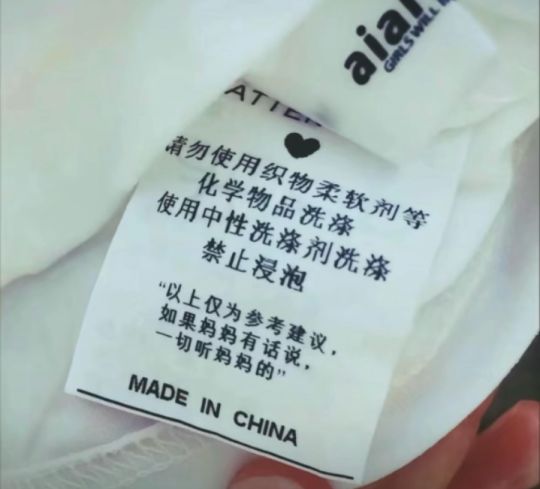 aian
GIRLS WILL
ATTEN
请勿使用织物柔软剂等
化学物品洗涤
使用中性洗涤剂洗涤
禁止浸泡
“以上仅为参考建议，
如果妈妈有话说，
一切听妈妈的”
MADE IN CHINA